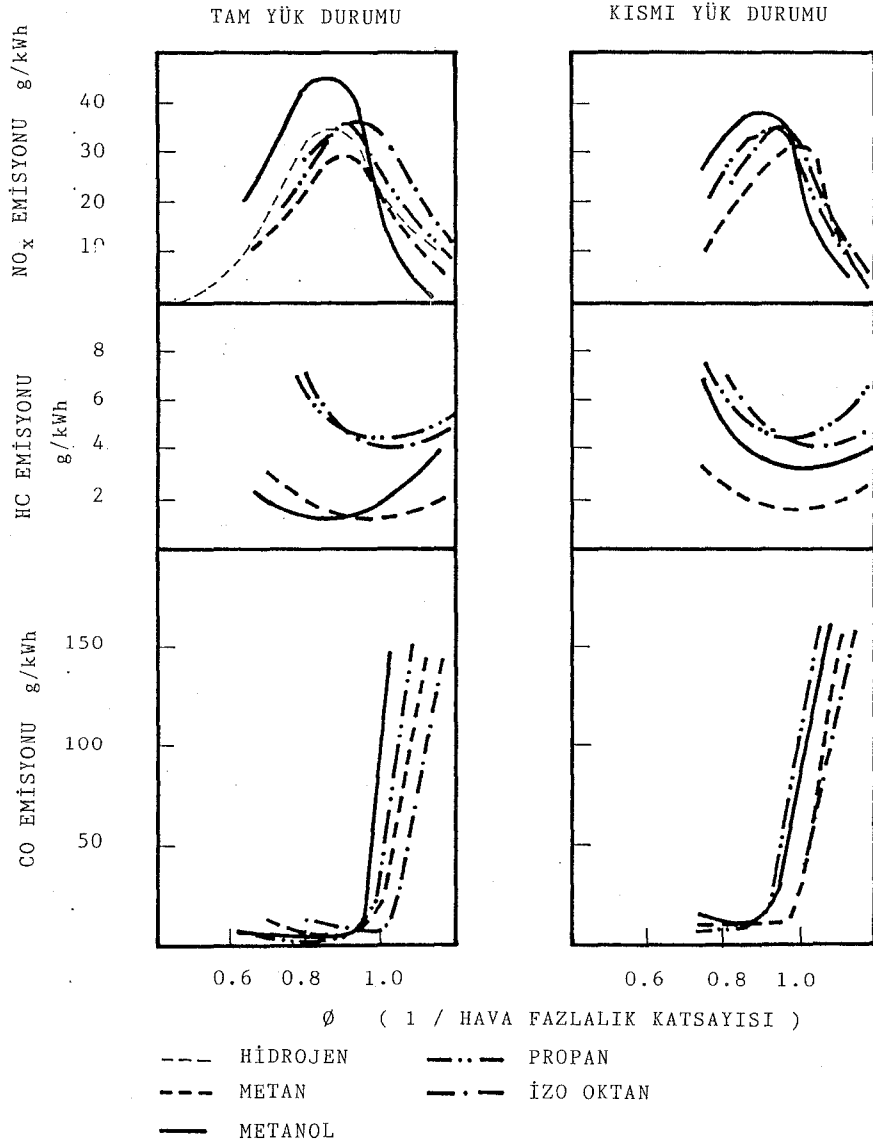 TAM YÜK DURUMU
KISMI YÜK DURUMU
NOx EMİSYONU g/kWh
40
30
20
10
HC EMİSYONU
g/kWh
8
6
4
2
CO EMİSYONU g/kWh
150
100
50
0.6 0.8 1.0
0.6 0.8 1.0
Ø ( 1 / HAVA FAZLALIK KATSAYISI )
HİDROJEN
PROPAN
METAN
İZO OKTAN
METANOL